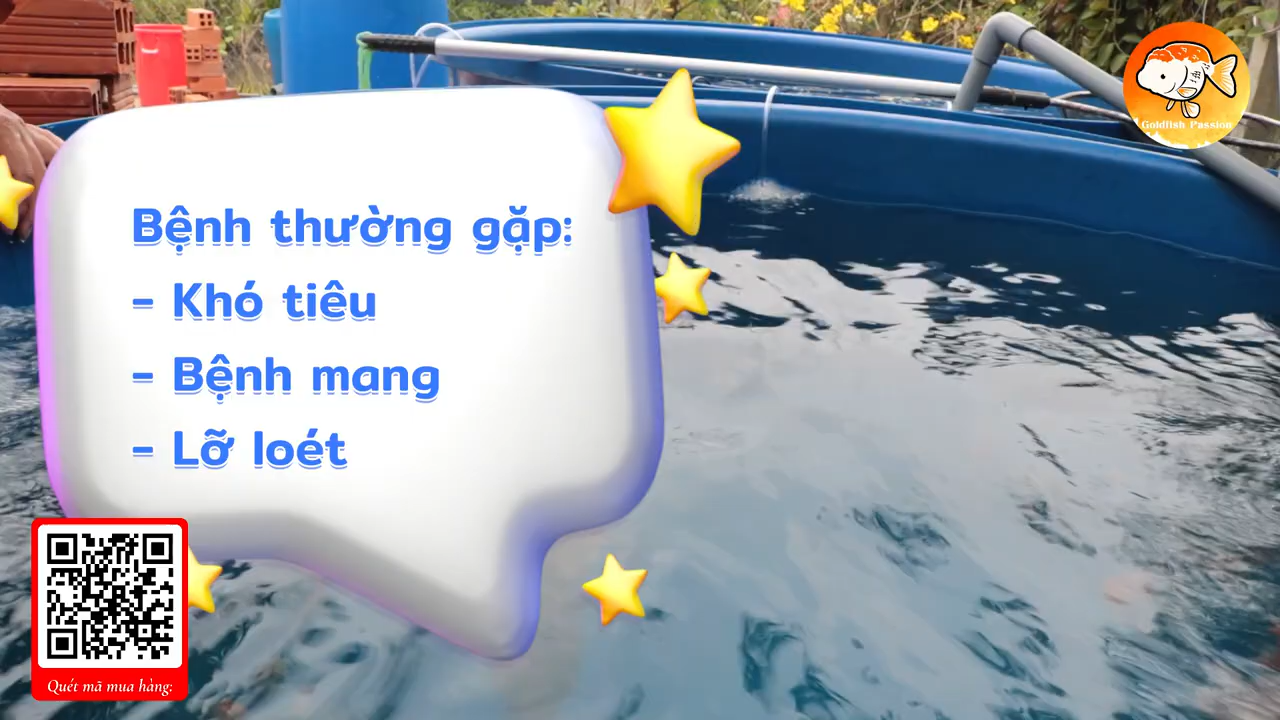 Goldfish Passion
Bệnh thường gặp:
- Khó tiêu
- Bệnh mang
- Lỡ loét
Quét mã mua hàng: